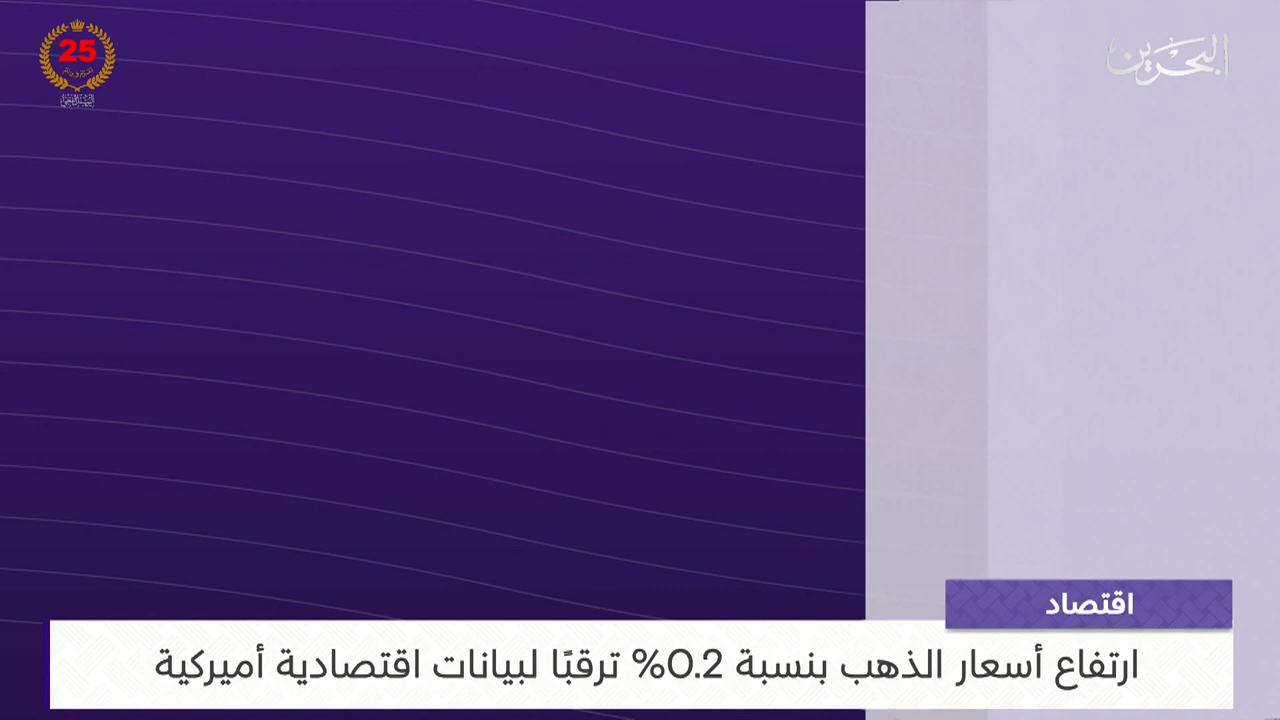 25
البحرين
اقتصاد
ارتفاع أسعار الذهب بنسبة 0.2% ترقبًا لبيانات اقتصادية أميركية